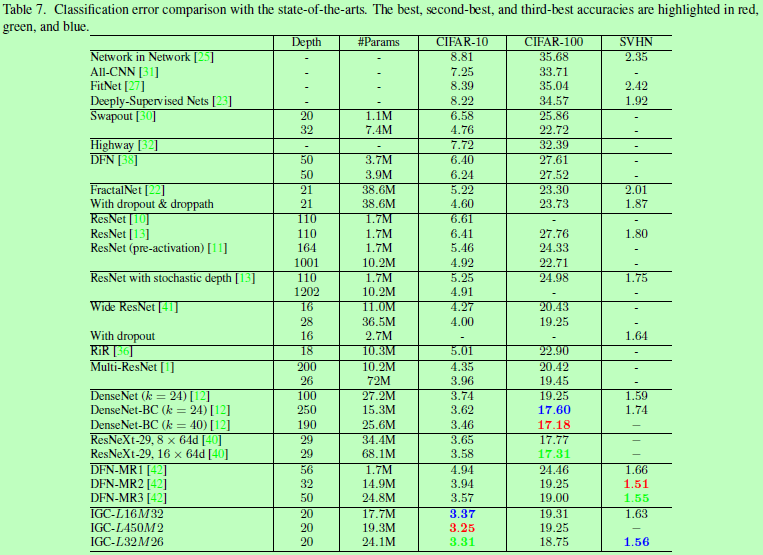 Table 7. Classification error comparison with the state-of-the-arts. The best, second-best, and third-best accuracies are highlighted in red,
green, and blue.
Depth #Params CIFAR-10 CIFAR-100 SVHN
Network in Network [25] - - 8.81 35.68 2.35
All-CNN [31] - - 7.25 33.71 -
FitNet [27] - - 8.39 35.04 2.42
Deeply-Supervised Nets [23] - - 8.22 34.57 1.92
Swapout [30] 20 1.1M 6.58 25.86 -
32 7.4M 4.76 22.72 -
Highway [32] - - 7.72 32.39 -
DFN [38] 50 3.7M 6.40 27.61 -
50 3.9M 6.24 27.52 -
FractalNet [22] 21 38.6M 5.22 23.30 2.01
With dropout & droppath 21 38.6M 4.60 23.73 1.87
ResNet [10] 110 1.7M 6.61 - -
ResNet [13] 110 1.7M 6.41 27.76 1.80
ResNet (pre-activation) [11] 164 1.7M 5.46 24.33 -
1001 10.2M 4.92 22.71 -
ResNet with stochastic depth [13] 110 1.7M 5.25 24.98 1.75
1202 10.2M 4.91 - -
Wide ResNet [41] 16 11.0M 4.27 20.43 -
28 36.5M 4.00 19.25 -
With dropout 16 2.7M - - 1.64
RiR [36] 18 10.3M 5.01 22.90 -
Multi-ResNet [1] 200 10.2M 4.35 20.42 -
26 72M 3.96 19.45 -
DenseNet (k = 24) [12] 100 27.2M 3.74 19.25 1.59
DenseNet-BC (k = 24) [12] 250 15.3M 3.62 17.60 1.74
DenseNet-BC (k = 40) [12] 190 25.6M 3.46 17.18 –
ResNeXt-29, 8 × 64d [40] 29 34.4M 3.65 17.77 –
ResNeXt-29, 16 × 64d [40] 29 68.1M 3.58 17.31 –
DFN-MR1 [42] 56 1.7M 4.94 24.46 1.66
DFN-MR2 [42] 32 14.9M 3.94 19.25 1.51
DFN-MR3 [42] 50 24.8M 3.57 19.00 1.55
IGC-L16M32 20 17.7M 3.37 19.31 1.63
IGC-L450M2 20 19.3M 3.25 19.25 –
IGC-L32M26 20 24.1M 3.31 18.75 1.56